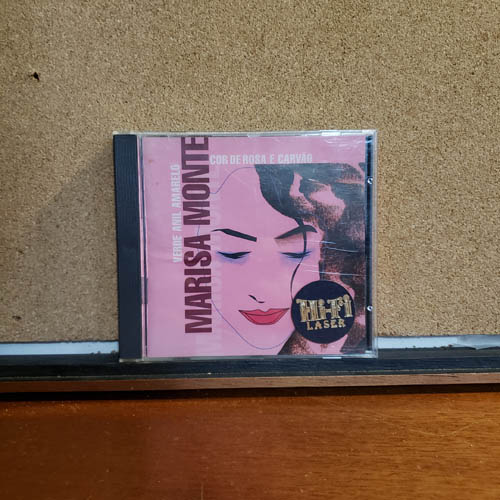 VERDE ANIL AMARELO
MARISA MONTE
COR DE ROSA E CARVÃO
Hi-Fi
LASER